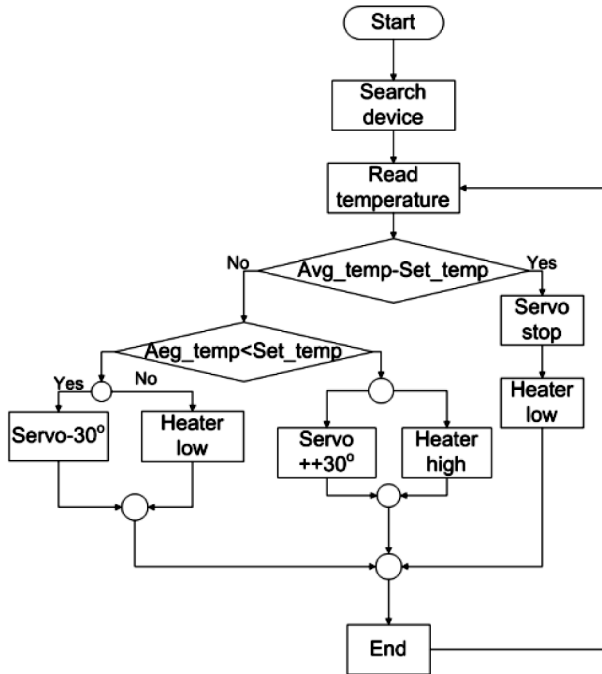 Start
Search
device
Read
temperature
No
Avg_temp-Set_temp
Yes
Servo
stop
Aeg_temp<Set_temp
Yes
No
Heater
low
Servo-30°
Heater
low
Servo
++30°
Heater
high
End